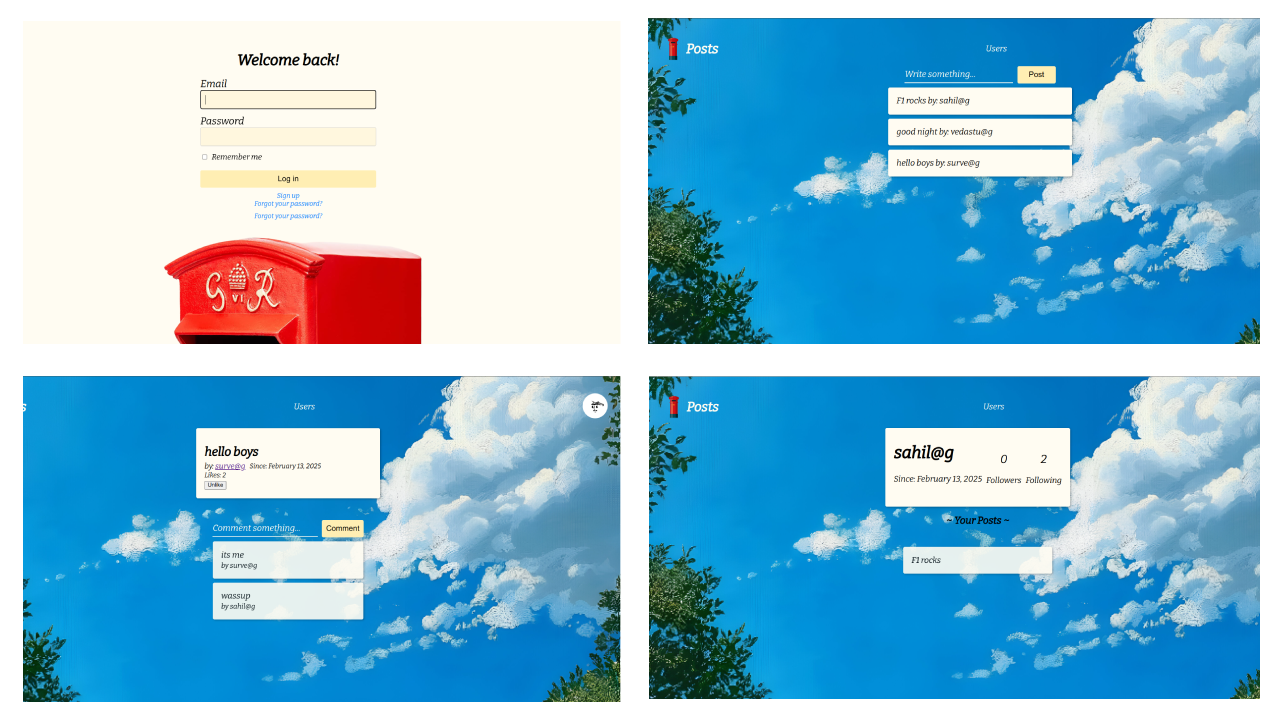 Welcome back!
Email
Password
Remember me
Log in
Sign up
Forgot your password?
Forgot your password?
G R
VI
Posts
Users
Write something...
Post
F1 rocks by: sahil@g
good night by: vedastu@g
hello boys by: surve@g
s
Users
hello boys
by: surve@g Since: February 13, 2025
Likes: 2
Unlike
Comment something...
Comment
its me
by surve@g
wassup
by sahil@g
Posts
Users
sahil@g
0 2
Since: February 13, 2025 Followers Following
~ Your Posts ~
F1 rocks